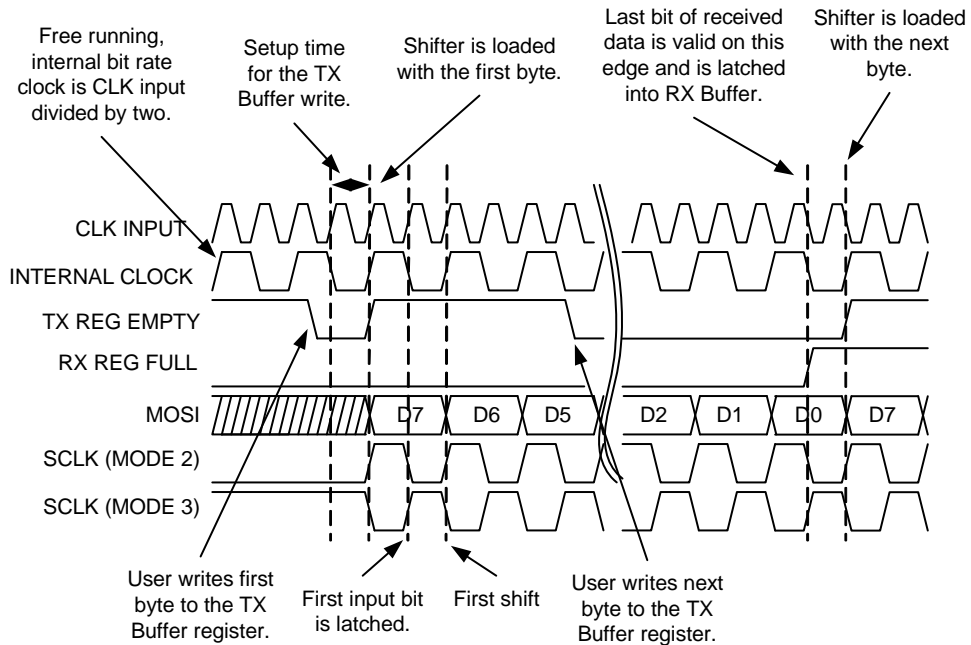 Free running,
internal bit rate
clock is CLK input
divided by two.
Setup time
for the TX
Buffer write.
Shifter is loaded
with the first byte.
Last bit of received
data is valid on this
edge and is latched
into RX Buffer.
Shifter is loaded
with the next
byte.
CLK INPUT
INTERNAL CLOCK
TX REG EMPTY
RX REG FULL
MOSI D7 D6 D5 D2 D1 D0 D7
SCLK (MODE 2)
SCLK (MODE 3)
User writes first
byte to the TX
Buffer register.
First input bit
is latched.
First shift
User writes next
byte to the TX
Buffer register.